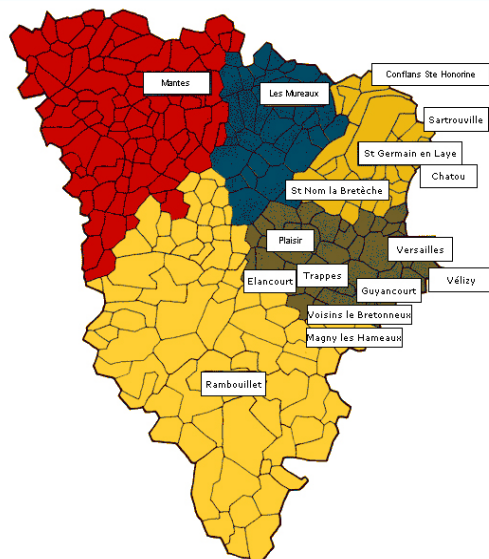 Conflans Ste Honorine
Mantes
Les Mureaux
Sartrouville
St Germain en Laye
Chatou
St Nom la Bretèche
Plaisir
Versailles
Trappes
Elancourt
Vélizy
Guyancourt
Voisins le Bretonneux
Magny les Hameaux
Rambouillet